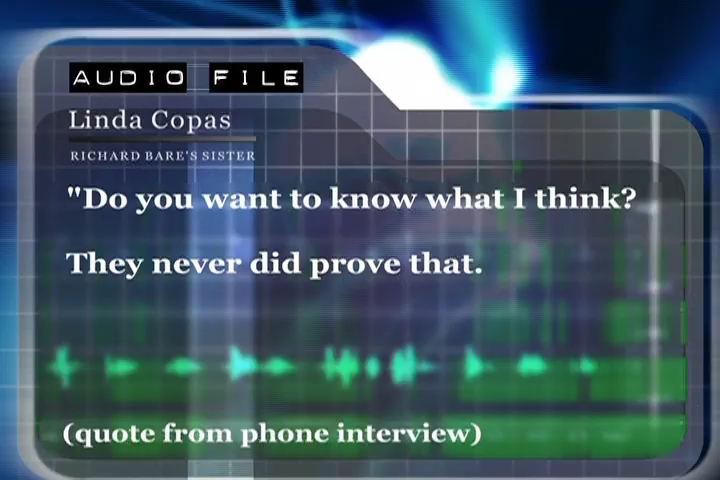 AUDIO FILE
Linda Copas
RICHARD BARE'S SISTER
"Do you want to know what I think?
They never did prove that.
(quote from phone interview)